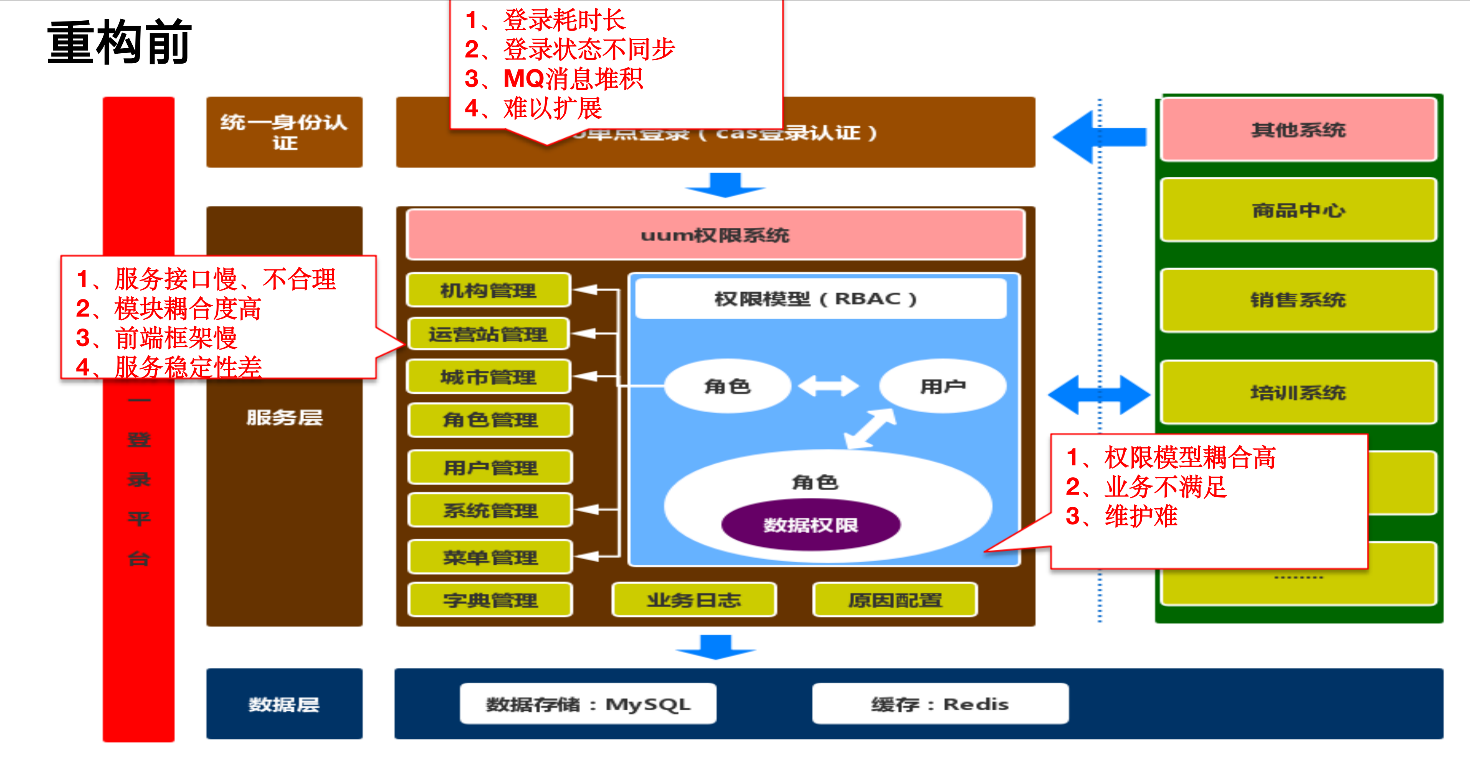 重构前
1、登录耗时长
2、登录状态不同步
3、MQ消息堆积
4、难以扩展
统一身份认
证
单点登录（cas登录认证）
其他系统
商品中心
销售系统
培训系统
........
uum权限系统
1、服务接口慢、不合理
2、模块耦合度高
3、前端框架慢
4、服务稳定性差
一
登
录
平
台
服务层
机构管理
运营站管理
城市管理
角色管理
用户管理
系统管理
菜单管理
字典管理
业务日志
原因配置
权限模型（RBAC）
角色
用户
角色
数据权限
1、权限模型耦合高
2、业务不满足
3、维护难
数据层
数据存储：MySQL
缓存：Redis